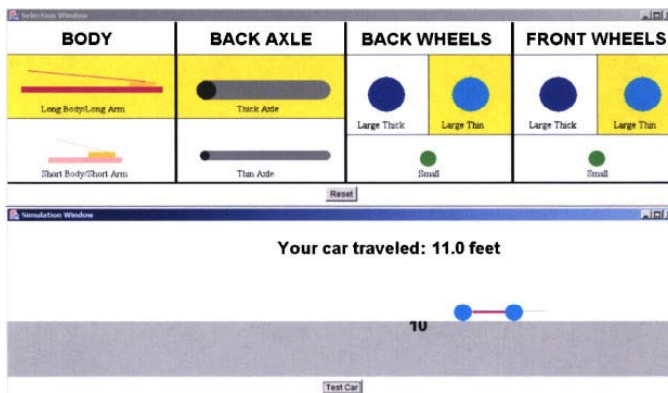 Selection Window
BODY BACK AXLE BACK WHEELS FRONT WHEELS
Long Body/Long Arm Thick Axle Large Thick Large Thin Large Thick Large Thin
Short Body/Short Arm Thin Axle Small Small
Reset
Simulation Window
Your car traveled: 11.0 feet
10
Test Car